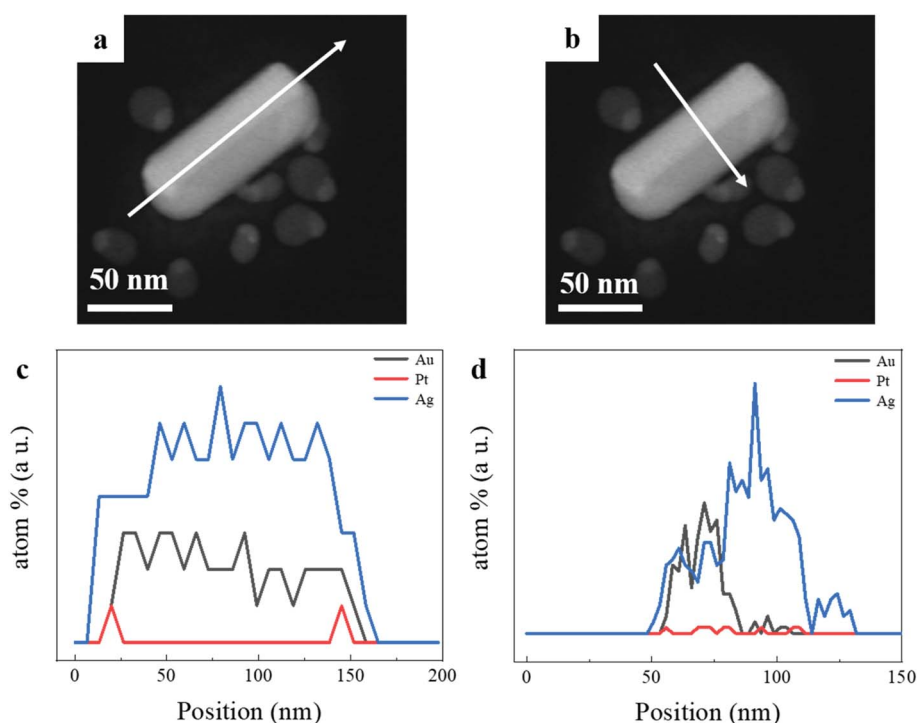 a
b
50 nm
50 nm
c
Au
Pt
Ag
atom % (a u.)
0
50
100
150
200
Position (nm)
d
Au
Pt
Ag
atom % (a u.)
0
50
100
150
Position (nm)